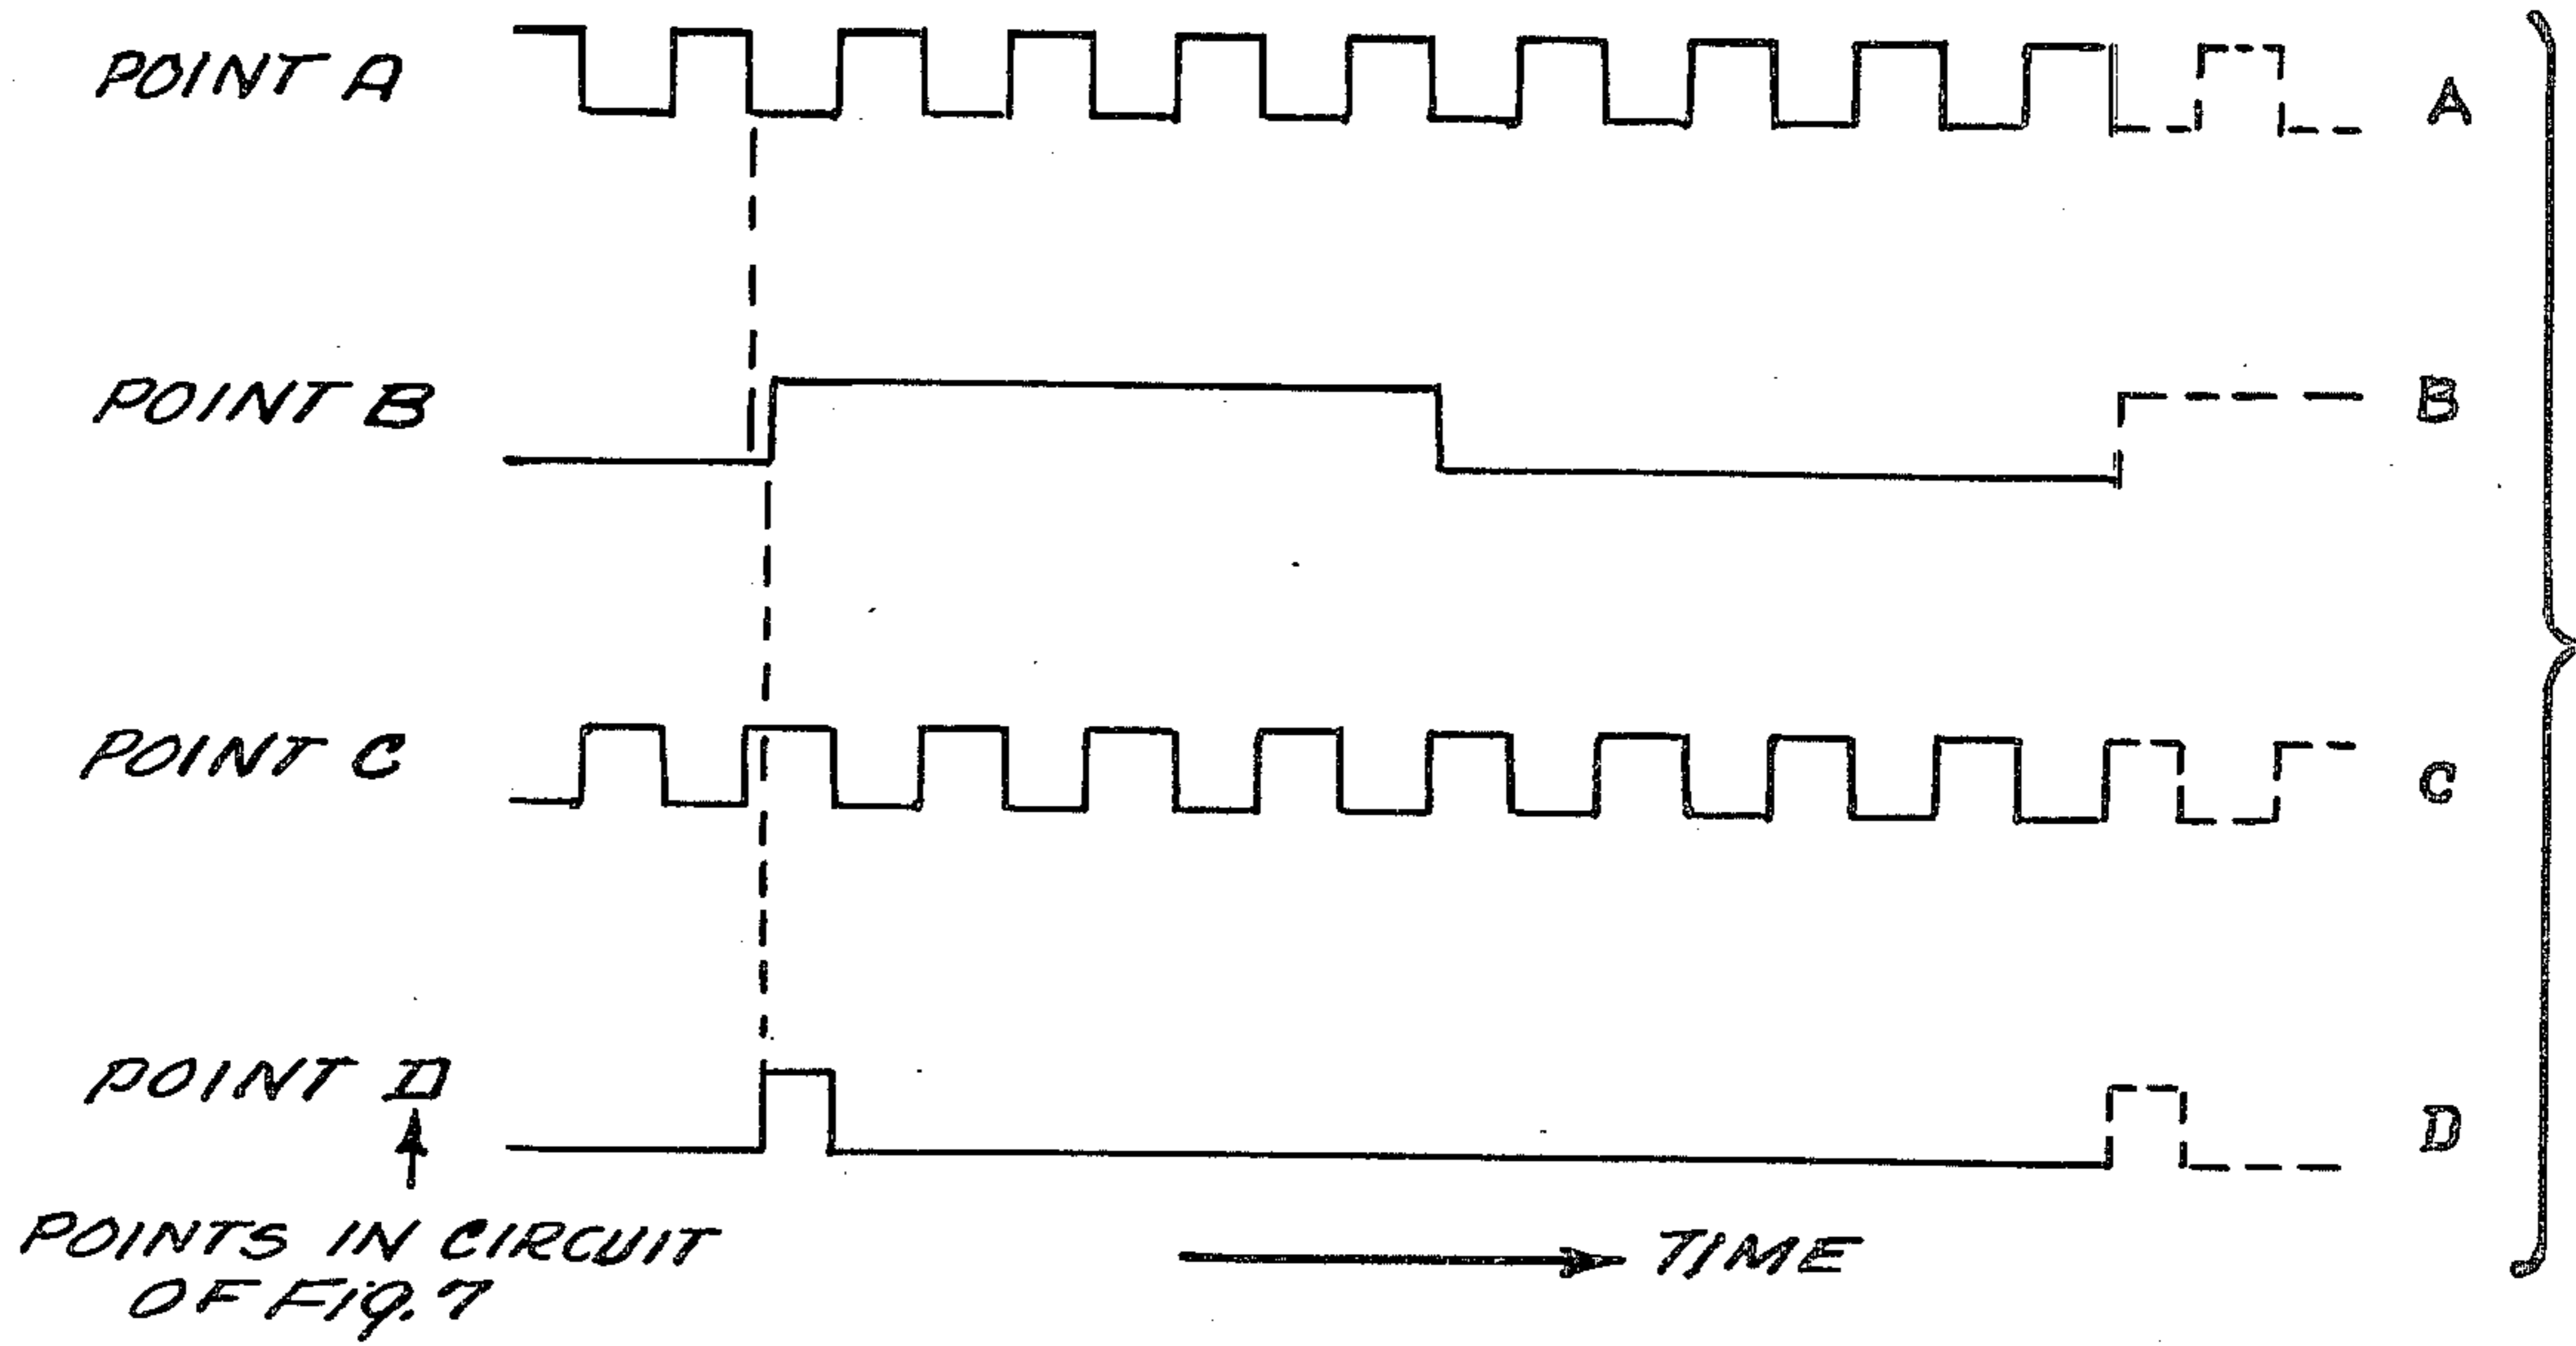 POINT A
A
POINT B
B
POINT C
C
POINT D
D
POINTS IN CIRCUIT
OF Fig. 7
TIME